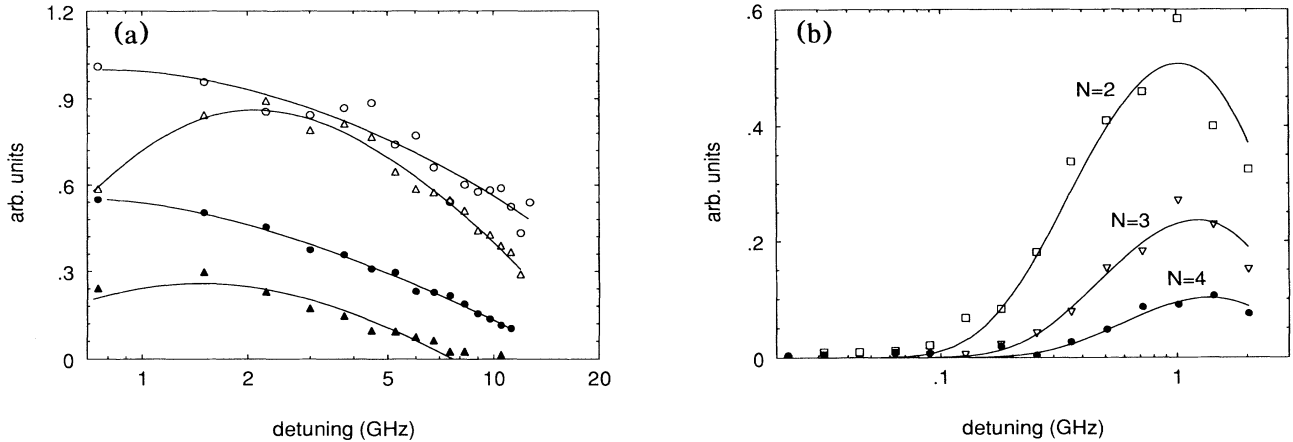 (a)
1.2
.9
.6
.3
0
arb. units
1
2
5
10
20
detuning (GHz)
(b)
.6
.4
.2
0
arb. units
N=2
N=3
N=4
.1
1
detuning (GHz)